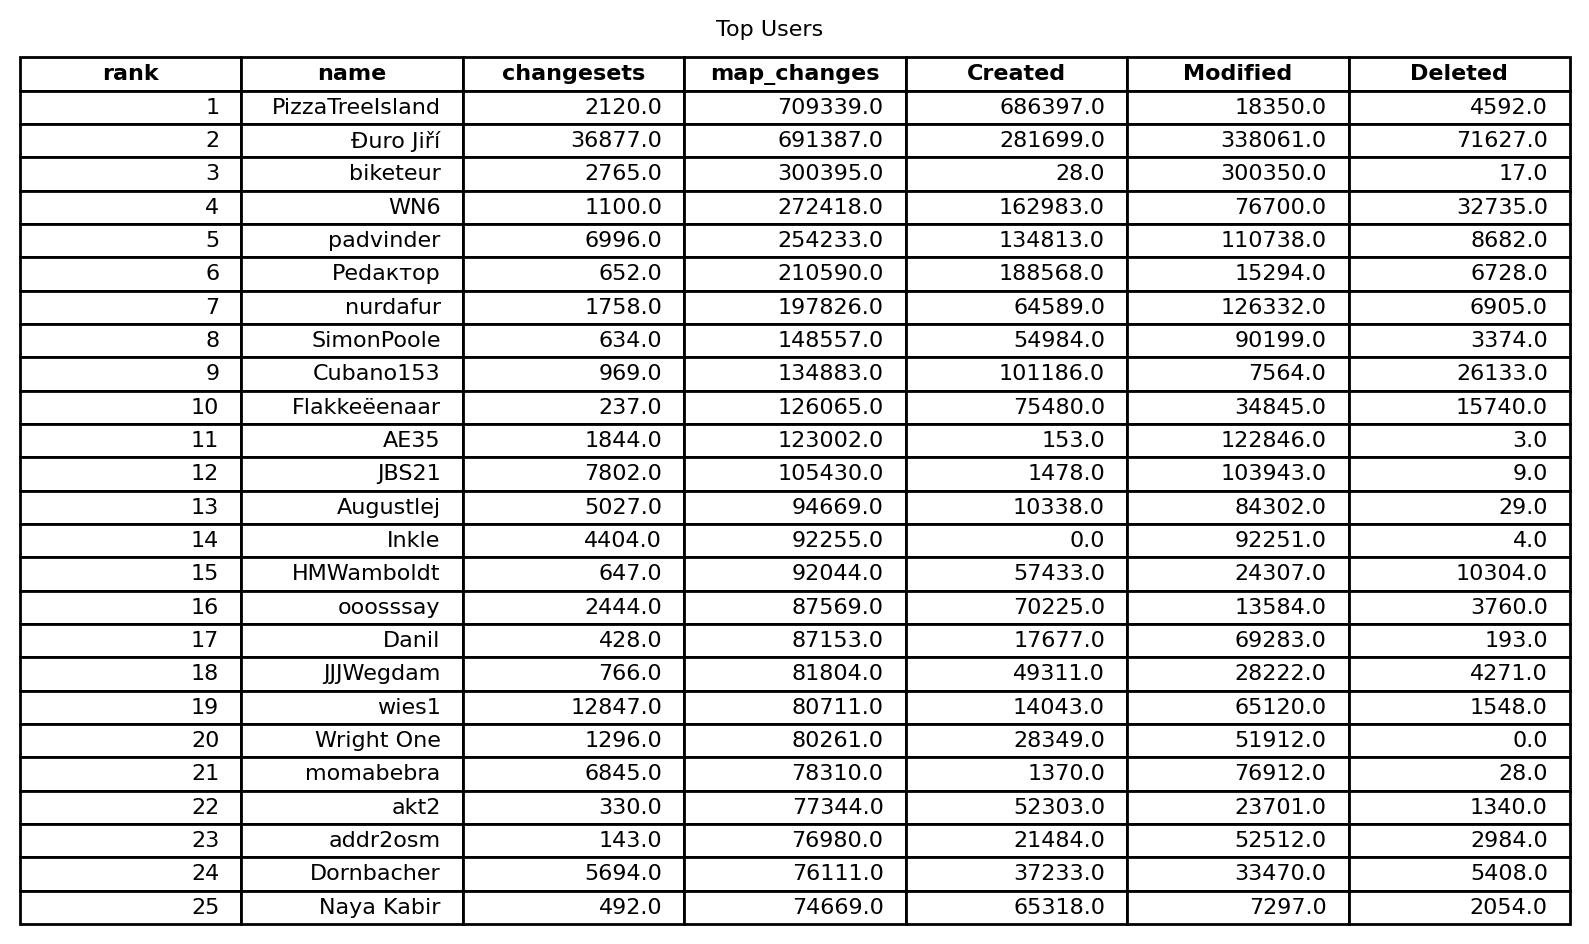 Top Users
rank name changesets map_changes Created Modified Deleted
1 PizzaTreeIsland 2120.0 709339.0 686397.0 18350.0 4592.0
2 Đuro Jiří 36877.0 691387.0 281699.0 338061.0 71627.0
3 biketeur 2765.0 300395.0 28.0 300350.0 17.0
4 WN6 1100.0 272418.0 162983.0 76700.0 32735.0
5 padvinder 6996.0 254233.0 134813.0 110738.0 8682.0
6 Pedaктор 652.0 210590.0 188568.0 15294.0 6728.0
7 nurdafur 1758.0 197826.0 64589.0 126332.0 6905.0
8 SimonPoole 634.0 148557.0 54984.0 90199.0 3374.0
9 Cubano153 969.0 134883.0 101186.0 7564.0 26133.0
10 Flakkeëenaar 237.0 126065.0 75480.0 34845.0 15740.0
11 AE35 1844.0 123002.0 153.0 122846.0 3.0
12 JBS21 7802.0 105430.0 1478.0 103943.0 9.0
13 Augustlej 5027.0 94669.0 10338.0 84302.0 29.0
14 Inkle 4404.0 92255.0 0.0 92251.0 4.0
15 HMWamboldt 647.0 92044.0 57433.0 24307.0 10304.0
16 ooosssay 2444.0 87569.0 70225.0 13584.0 3760.0
17 Danil 428.0 87153.0 17677.0 69283.0 193.0
18 JJJWegdam 766.0 81804.0 49311.0 28222.0 4271.0
19 wies1 12847.0 80711.0 14043.0 65120.0 1548.0
20 Wright One 1296.0 80261.0 28349.0 51912.0 0.0
21 momabebra 6845.0 78310.0 1370.0 76912.0 28.0
22 akt2 330.0 77344.0 52303.0 23701.0 1340.0
23 addr2osm 143.0 76980.0 21484.0 52512.0 2984.0
24 Dornbacher 5694.0 76111.0 37233.0 33470.0 5408.0
25 Naya Kabir 492.0 74669.0 65318.0 7297.0 2054.0